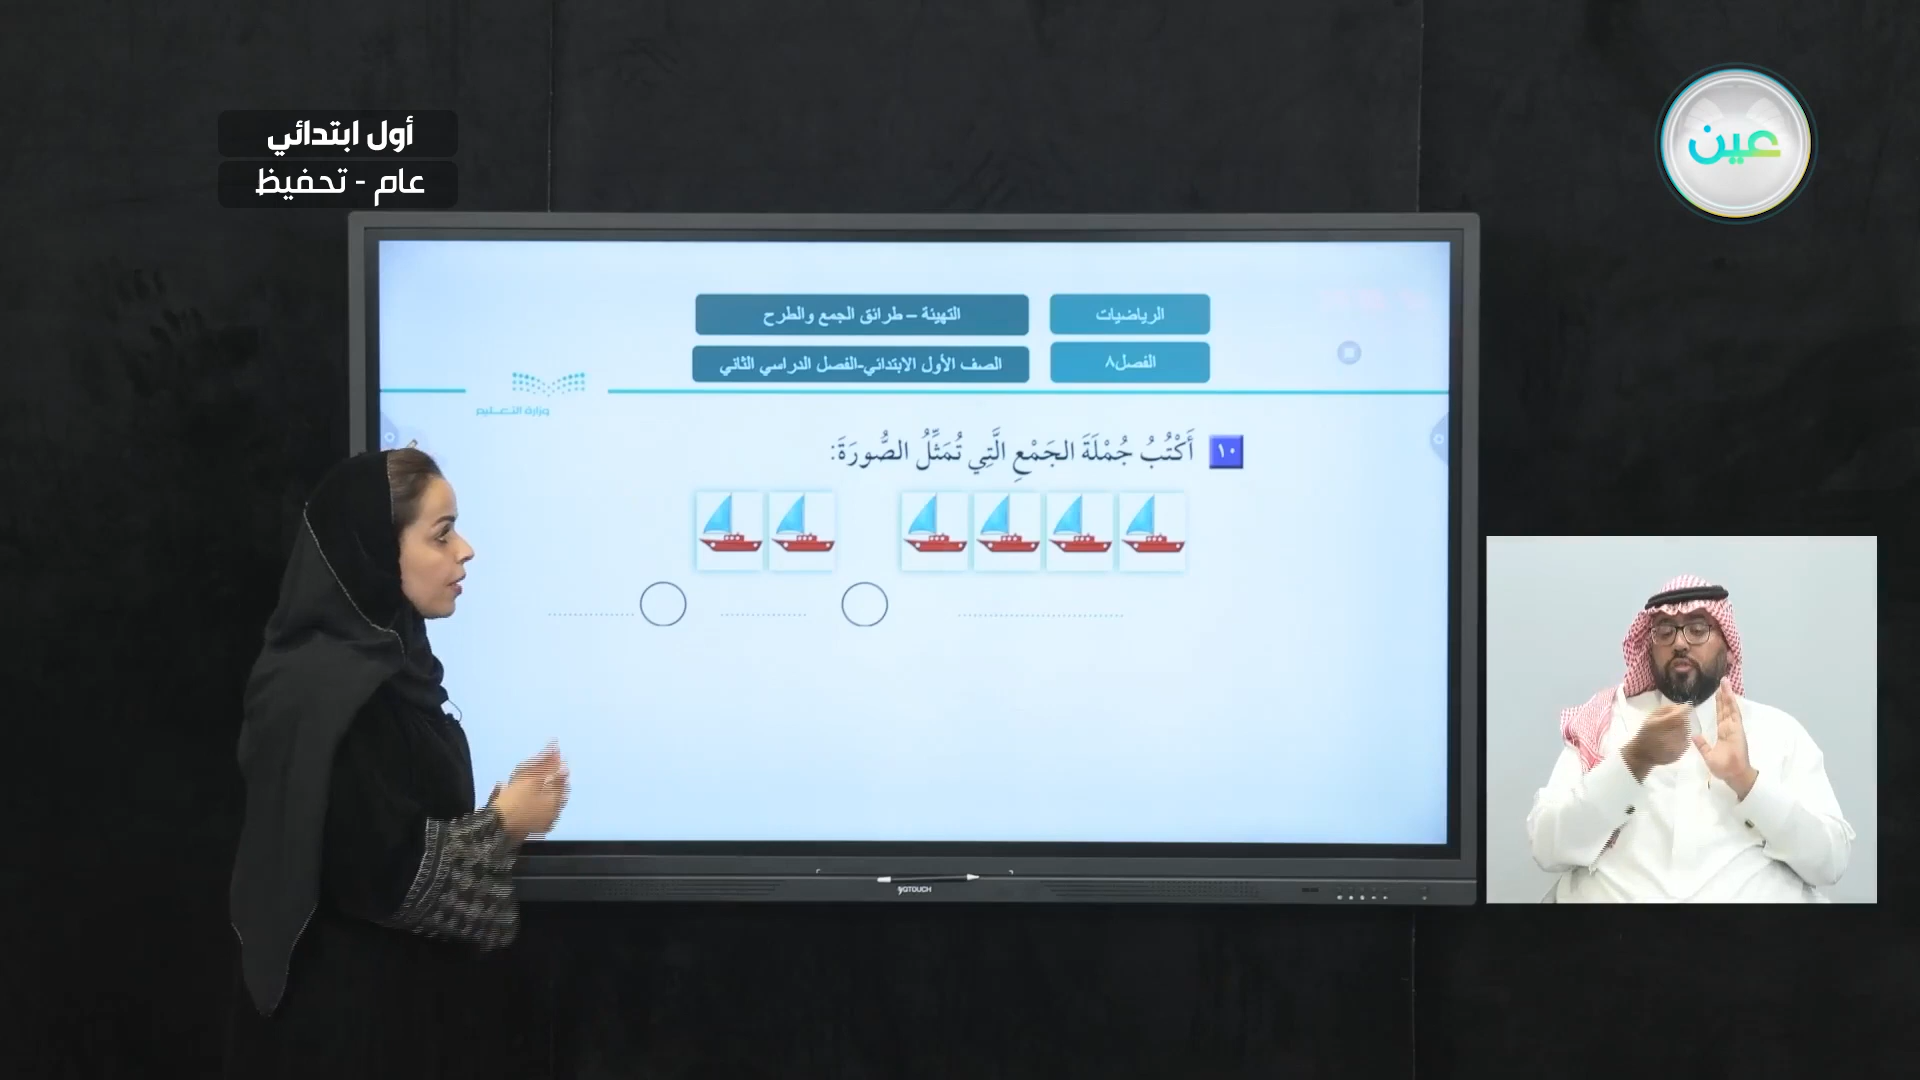 أول ابتدائي
عام - تحفيظ
عين
الرياضيات
التهيئة – طرائق الجمع والطرح
الفصل٨
الصف الأول الابتدائي-الفصل الدراسي الثاني
وزارة التعليم
١٠ أَكْتُبُ جُمْلَةَ الجَمْعِ الَّتِي تُمَثِّلُ الصُّورَةَ:
YQTOUCH